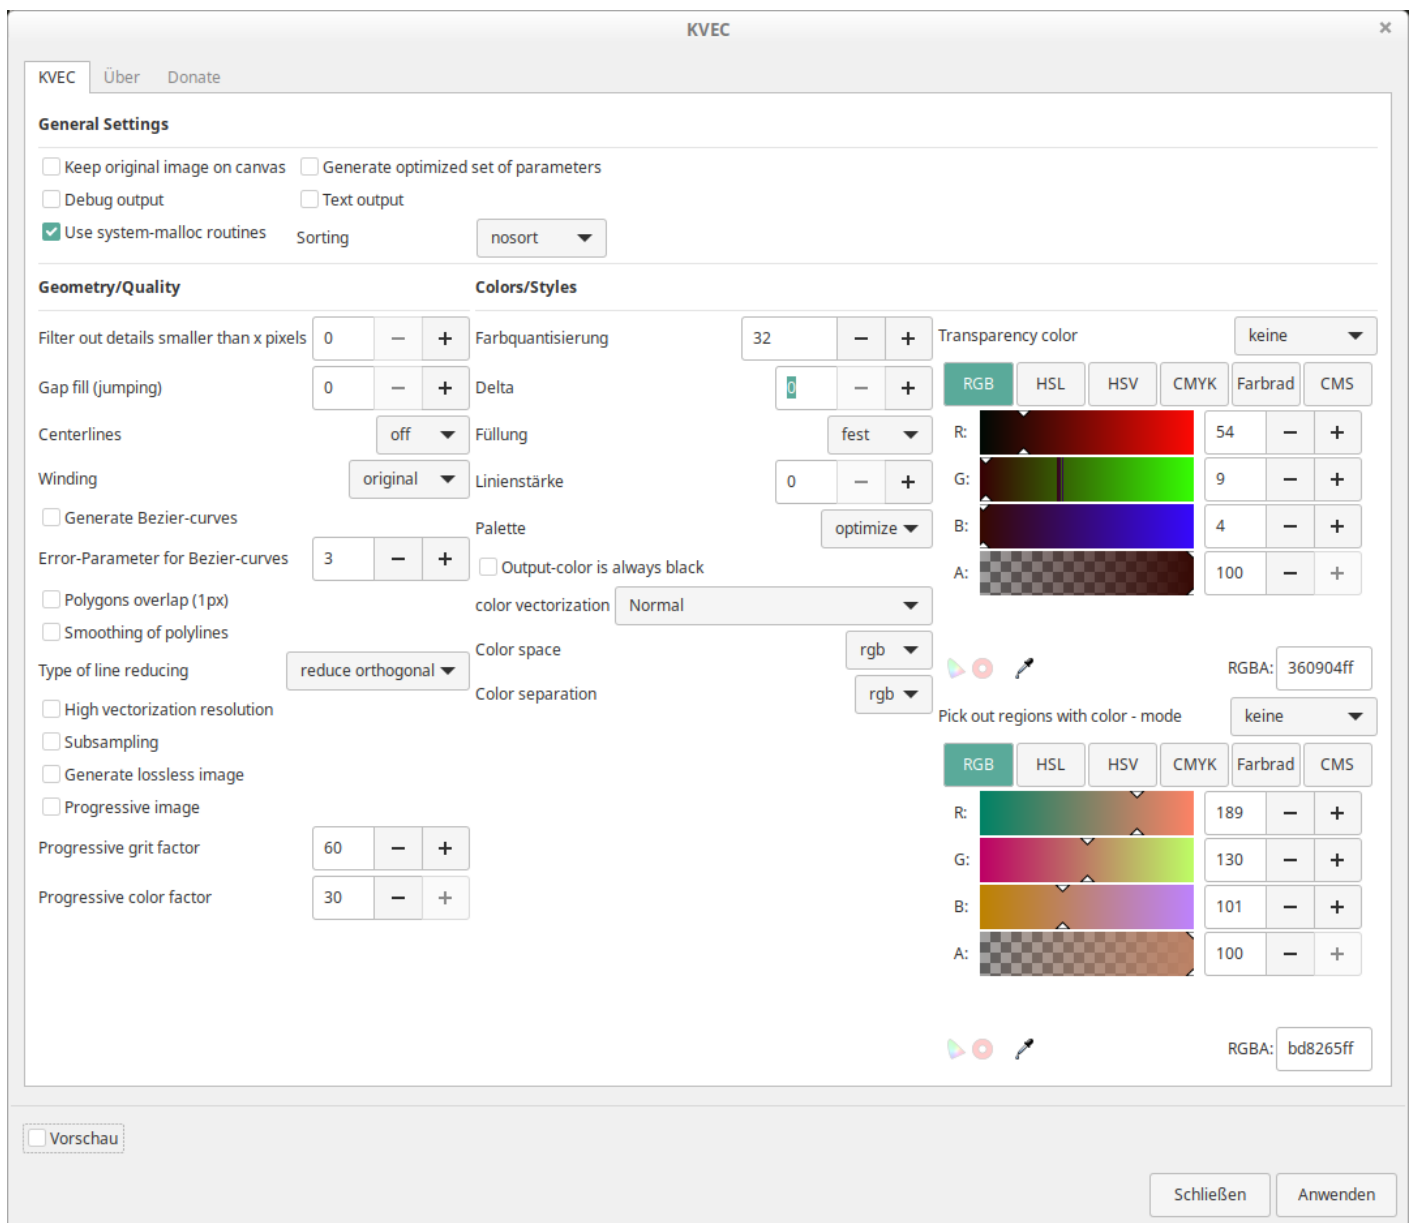 KVEC
KVEC Über Donate
General Settings
Keep original image on canvas Generate optimized set of parameters
Debug output Text output
Use system-malloc routines Sorting nosort
Geometry/Quality Colors/Styles
Filter out details smaller than x pixels 0 Farbquantisierung 32 Transparency color keine
Gap fill (jumping) 0 Delta 0 RGB HSL HSV CMYK Farbrad CMS
Centerlines off Füllung fest R: 54
Winding original Linienstärke 0 G: 9
Generate Bezier-curves Palette optimize B: 4
Error-Parameter for Bezier-curves 3 Output-color is always black A: 100
Polygons overlap (1px) color vectorization Normal
Smoothing of polylines Color space rgb
Type of line reducing reduce orthogonal RGBA: 360904ff
High vectorization resolution Color separation rgb Pick out regions with color - mode keine
Subsampling RGB HSL HSV CMYK Farbrad CMS
Generate lossless image
Progressive image R: 189
Progressive grit factor 60 G: 130
Progressive color factor 30 B: 101
A: 100
RGBA: bd8265ff
Vorschau
Schließen Anwenden